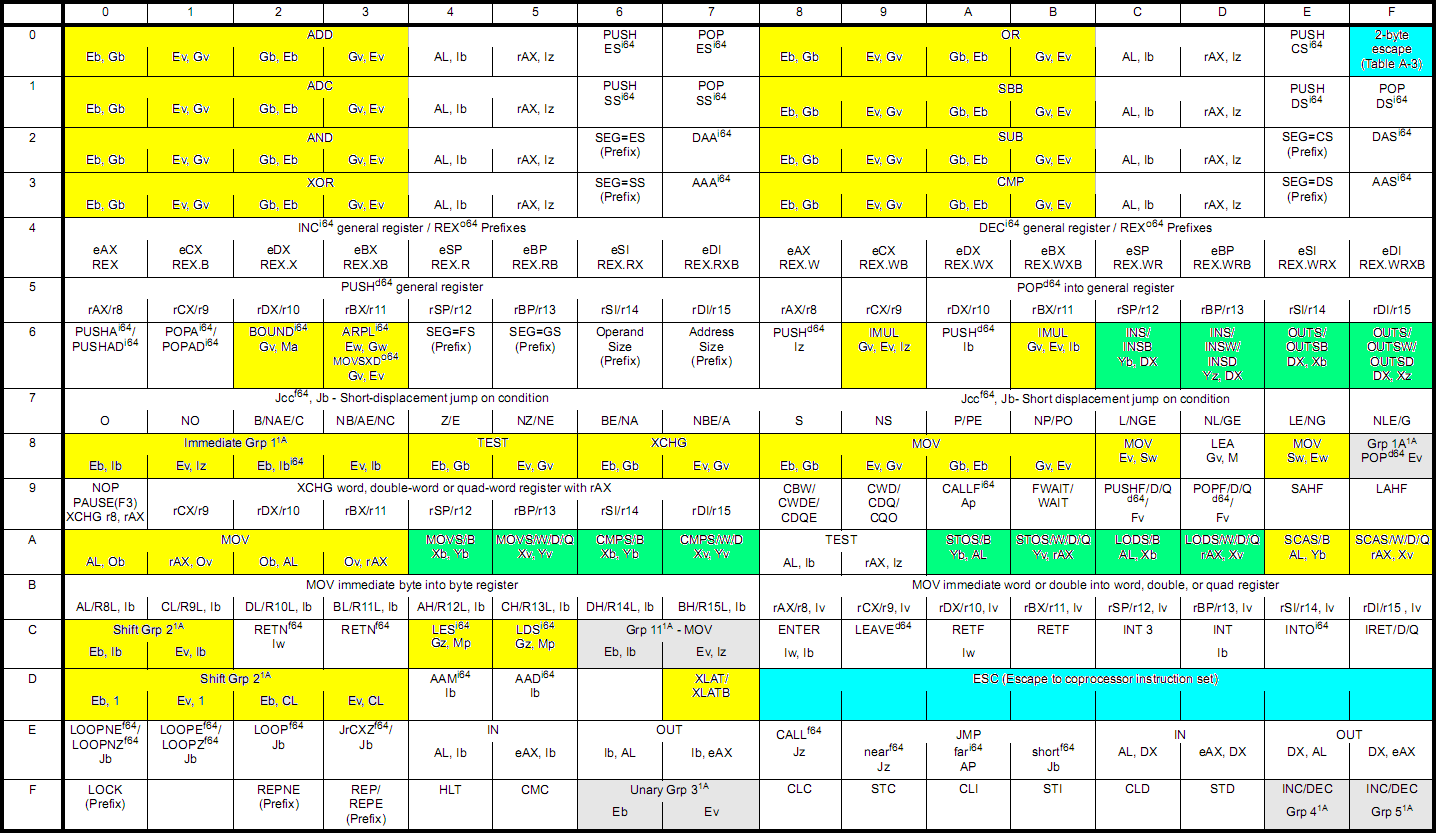 0 1 2 3 4 5 6 7 8 9 A B C D E F
0 ADD PUSH ES^i64 POP ES^i64 OR PUSH CS^i64 2-byte escape (Table A-3)
Eb, Gb Ev, Gv Gb, Eb Gv, Ev AL, Ib rAX, Iz Eb, Gb Ev, Gv Gb, Eb Gv, Ev AL, Ib rAX, Iz
1 ADC PUSH SS^i64 POP SS^i64 SBB PUSH DS^i64 POP DS^i64
Eb, Gb Ev, Gv Gb, Eb Gv, Ev AL, Ib rAX, Iz Eb, Gb Ev, Gv Gb, Eb Gv, Ev AL, Ib rAX, Iz
2 AND SEG=ES (Prefix) DAA^i64 SUB SEG=CS (Prefix) DAS^i64
Eb, Gb Ev, Gv Gb, Eb Gv, Ev AL, Ib rAX, Iz Eb, Gb Ev, Gv Gb, Eb Gv, Ev AL, Ib rAX, Iz
3 XOR SEG=SS (Prefix) AAA^i64 CMP SEG=DS (Prefix) AAS^i64
Eb, Gb Ev, Gv Gb, Eb Gv, Ev AL, Ib rAX, Iz Eb, Gb Ev, Gv Gb, Eb Gv, Ev AL, Ib rAX, Iz
4 INC^i64 general register / REX^o64 Prefixes DEC^i64 general register / REX^o64 Prefixes
eAX eCX eDX eBX eSP eBP eSI eDI eAX eCX eDX eBX eSP eBP eSI eDI
REX REX.B REX.X REX.XB REX.R REX.RB REX.RX REX.RXB REX.W REX.WB REX.WX REX.WXB REX.WR REX.WRB REX.WRX REX.WRXB
5 PUSH^d64 general register POP^d64 into general register
rAX/r8 rCX/r9 rDX/r10 rBX/r11 rSP/r12 rBP/r13 rSI/r14 rDI/r15 rAX/r8 rCX/r9 rDX/r10 rBX/r11 rSP/r12 rBP/r13 rSI/r14 rDI/r15
6 PUSHA^i64/ POPA^i64/ BOUND^i64 ARPL^i64 SEG=FS SEG=GS Operand Address PUSH^d64 IMUL PUSH^d64 IMUL INS/ INS/ OUTS/ OUTS/
PUSHAD^i64 POPAD^i64 Gv, Ma Ew, Gw (Prefix) (Prefix) Size Size Iz Gv, Ev, Iz Ib Gv, Ev, Ib INSB INSW/ OUTSB OUTSW/
MOVSXD^o64 (Prefix) (Prefix) Yb, DX INSD DX, Xb OUTSD
Gv, Ev Yz, DX DX, Xz
7 Jcc^f64, Jb - Short-displacement jump on condition Jcc^f64, Jb- Short displacement jump on condition
O NO B/NAE/C NB/AE/NC Z/E NZ/NE BE/NA NBE/A S NS P/PE NP/PO L/NGE NL/GE LE/NG NLE/G
8 Immediate Grp 1^1A TEST XCHG MOV MOV LEA MOV Grp 1A^1A
Eb, Ib Ev, Iz Eb, Ib^i64 Ev, Ib Eb, Gb Ev, Gv Eb, Gb Ev, Gv Eb, Gb Ev, Gv Gb, Eb Gv, Ev Ev, Sw Gv, M Sw, Ew POP^d64 Ev
9 NOP XCHG word, double-word or quad-word register with rAX CBW/ CWD/ CALLF^i64 FWAIT/ PUSHF/D/Q POPF/D/Q SAHF LAHF
PAUSE(F3) CWDE/ CDQ/ Ap WAIT d64/ d64/
XCHG r8, rAX rCX/r9 rDX/r10 rBX/r11 rSP/r12 rBP/r13 rSI/r14 rDI/r15 CDQE CQO Fv Fv
A MOV MOVS/B MOVS/W/D/Q CMPS/B CMPS/W/D TEST STOS/B STOS/W/D/Q LODS/B LODS/W/D/Q SCAS/B SCAS/W/D/Q
AL, Ob rAX, Ov Ob, AL Ov, rAX Xb, Yb Xv, Yv Xb, Yb Xv, Yv AL, Ib rAX, Iz Yb, AL Yv, rAX AL, Xb rAX, Xv AL, Yb rAX, Xv
B MOV immediate byte into byte register MOV immediate word or double into word, double, or quad register
AL/R8L, Ib CL/R9L, Ib DL/R10L, Ib BL/R11L, Ib AH/R12L, Ib CH/R13L, Ib DH/R14L, Ib BH/R15L, Ib rAX/r8, Iv rCX/r9, Iv rDX/r10, Iv rBX/r11, Iv rSP/r12, Iv rBP/r13, Iv rSI/r14, Iv rDI/r15 , Iv
C Shift Grp 2^1A RETN^f64 RETN^f64 LES^i64 LDS^i64 Grp 11^1A - MOV ENTER LEAVE^d64 RETF RETF INT 3 INT INTO^i64 IRET/D/Q
Eb, Ib Ev, Ib Iw Gz, Mp Gz, Mp Eb, Ib Ev, Iz Iw, Ib Iw Ib
D Shift Grp 2^1A AAM^i64 AAD^i64 XLAT/ ESC (Escape to coprocessor instruction set)
Eb, 1 Ev, 1 Eb, CL Ev, CL Ib Ib XLATB
E LOOPNE^f64/ LOOPE^f64/ LOOP^f64 JrCXZ^f64/ IN OUT CALL^f64 JMP IN OUT
LOOPNZ^f64 LOOPZ^f64 Jb Jb AL, Ib eAX, Ib Ib, AL Ib, eAX Jz near^f64 far^i64 short^f64 AL, DX eAX, DX DX, AL DX, eAX
Jb Jb Jz AP Jb
F LOCK REPNE REP/ HLT CMC Unary Grp 3^1A CLC STC CLI STI CLD STD INC/DEC INC/DEC
(Prefix) (Prefix) REPE Eb Ev Grp 4^1A Grp 5^1A
(Prefix)